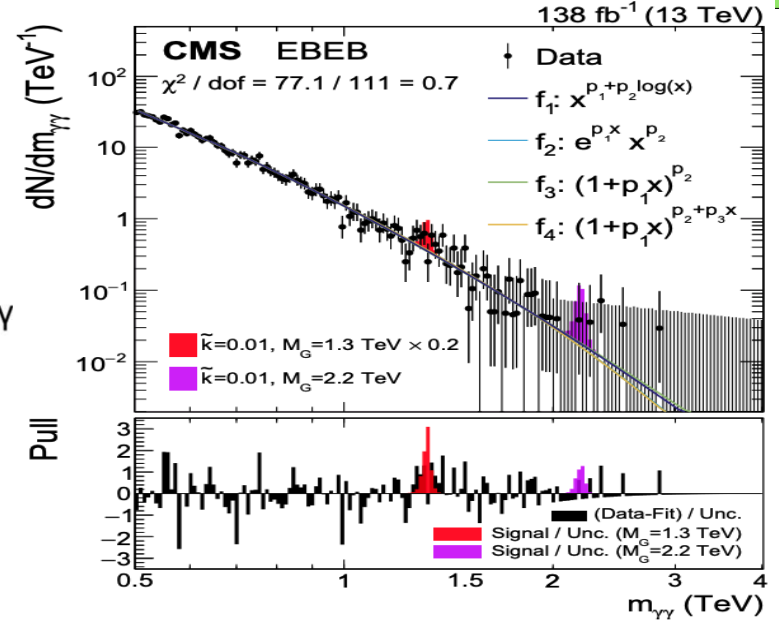 138 fb⁻¹ (13 TeV)
CMS EBEB
χ² / dof = 77.1 / 111 = 0.7
Data
f₁: x^(p₁+p₂log(x))
f₂: e^(p₁x) x^(p₂)
f₃: (1+p₁x)^(p₂)
f₄: (1+p₁x)^(p₂+p₃x)
dN/dm_γγ (TeV⁻¹)
10²
10
1
10⁻¹
10⁻²
γ
k̃=0.01, M_G=1.3 TeV × 0.2
k̃=0.01, M_G=2.2 TeV
Pull
3
2
1
0
−1
−2
−3
(Data-Fit) / Unc.
Signal / Unc. (M_G=1.3 TeV)
Signal / Unc. (M_G=2.2 TeV)
0.5 1 1.5 2 3 4
m_γγ (TeV)